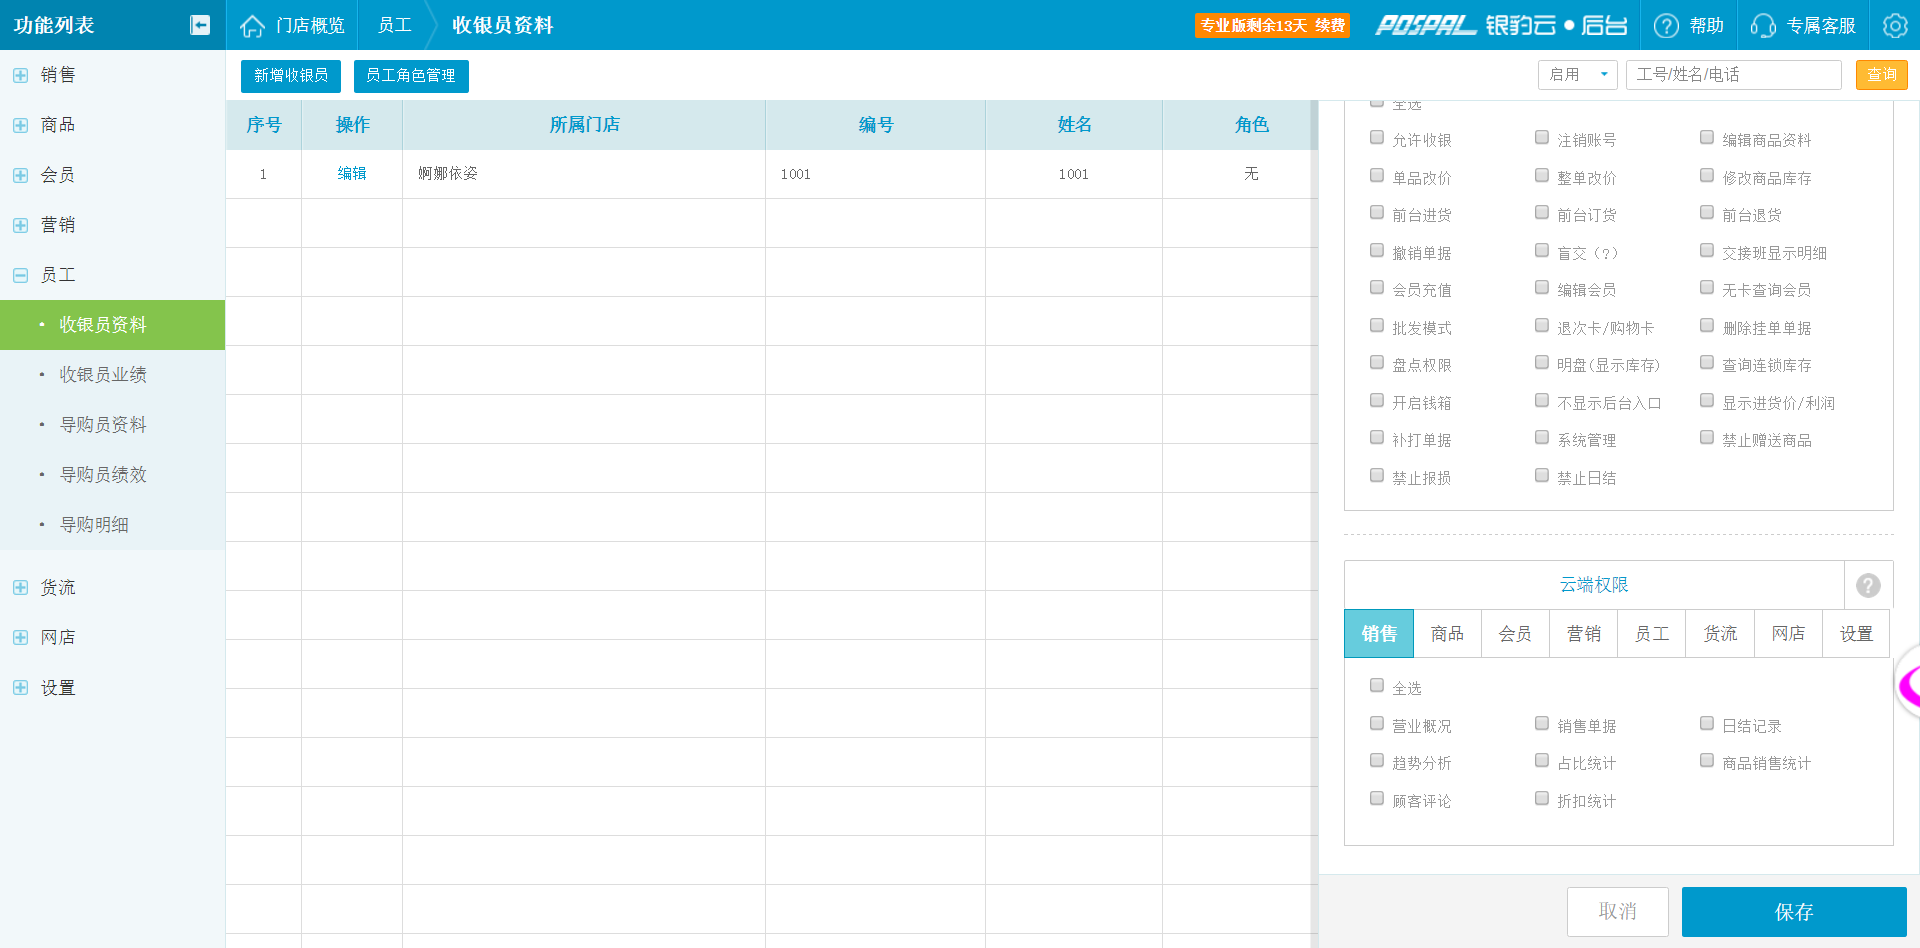 功能列表
门店概览
员工
收银员资料
专业版剩余13天 续费
POSPAL 银豹云●后台
帮助
专属客服
销售
商品
会员
营销
员工
收银员资料
收银员业绩
导购员资料
导购员绩效
导购明细
货流
网店
设置
新增收银员
员工角色管理
启用
工号/姓名/电话
查询
序号 操作 所属门店 编号 姓名 角色
1 编辑 婀娜依姿 1001 1001 无
全选
允许收银 注销账号 编辑商品资料
单品改价 整单改价 修改商品库存
前台进货 前台订货 前台退货
撤销单据 盲交（?） 交接班显示明细
会员充值 编辑会员 无卡查询会员
批发模式 退次卡/购物卡 删除挂单单据
盘点权限 明盘(显示库存) 查询连锁库存
开启钱箱 不显示后台入口 显示进货价/利润
补打单据 系统管理 禁止赠送商品
禁止报损 禁止日结
云端权限
销售 商品 会员 营销 员工 货流 网店 设置
全选
营业概况 销售单据 日结记录
趋势分析 占比统计 商品销售统计
顾客评论 折扣统计
取消
保存